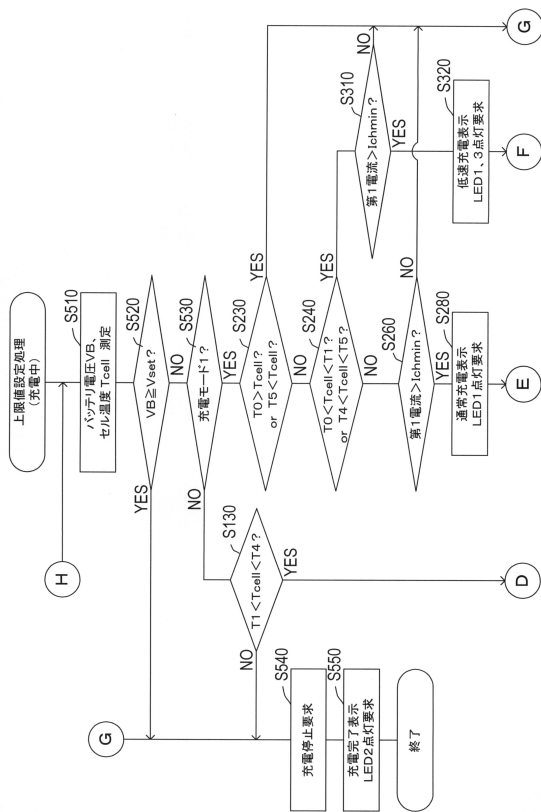 上限値設定処理
(充電中)
H
S510
バッテリ電圧VB、
セル温度 Tcell 測定
S520
VB≧Vset?
YES
NO
S530
充電モード1?
NO
YES
S130
T1<Tcell<T4?
NO
YES
D
S230
T0>Tcell?
or T5<Tcell?
YES
NO
S240
T0<Tcell<T1?
or T4<Tcell<T5?
YES
NO
S260
第1電流>Ichmin?
NO
YES
S280
通常充電表示
LED1点灯要求
E
S310
第1電流>Ichmin?
NO
YES
S320
低速充電表示
LED1、3点灯要求
F
G
G
S540
充電停止要求
S550
充電完了表示
LED2点灯要求
終了